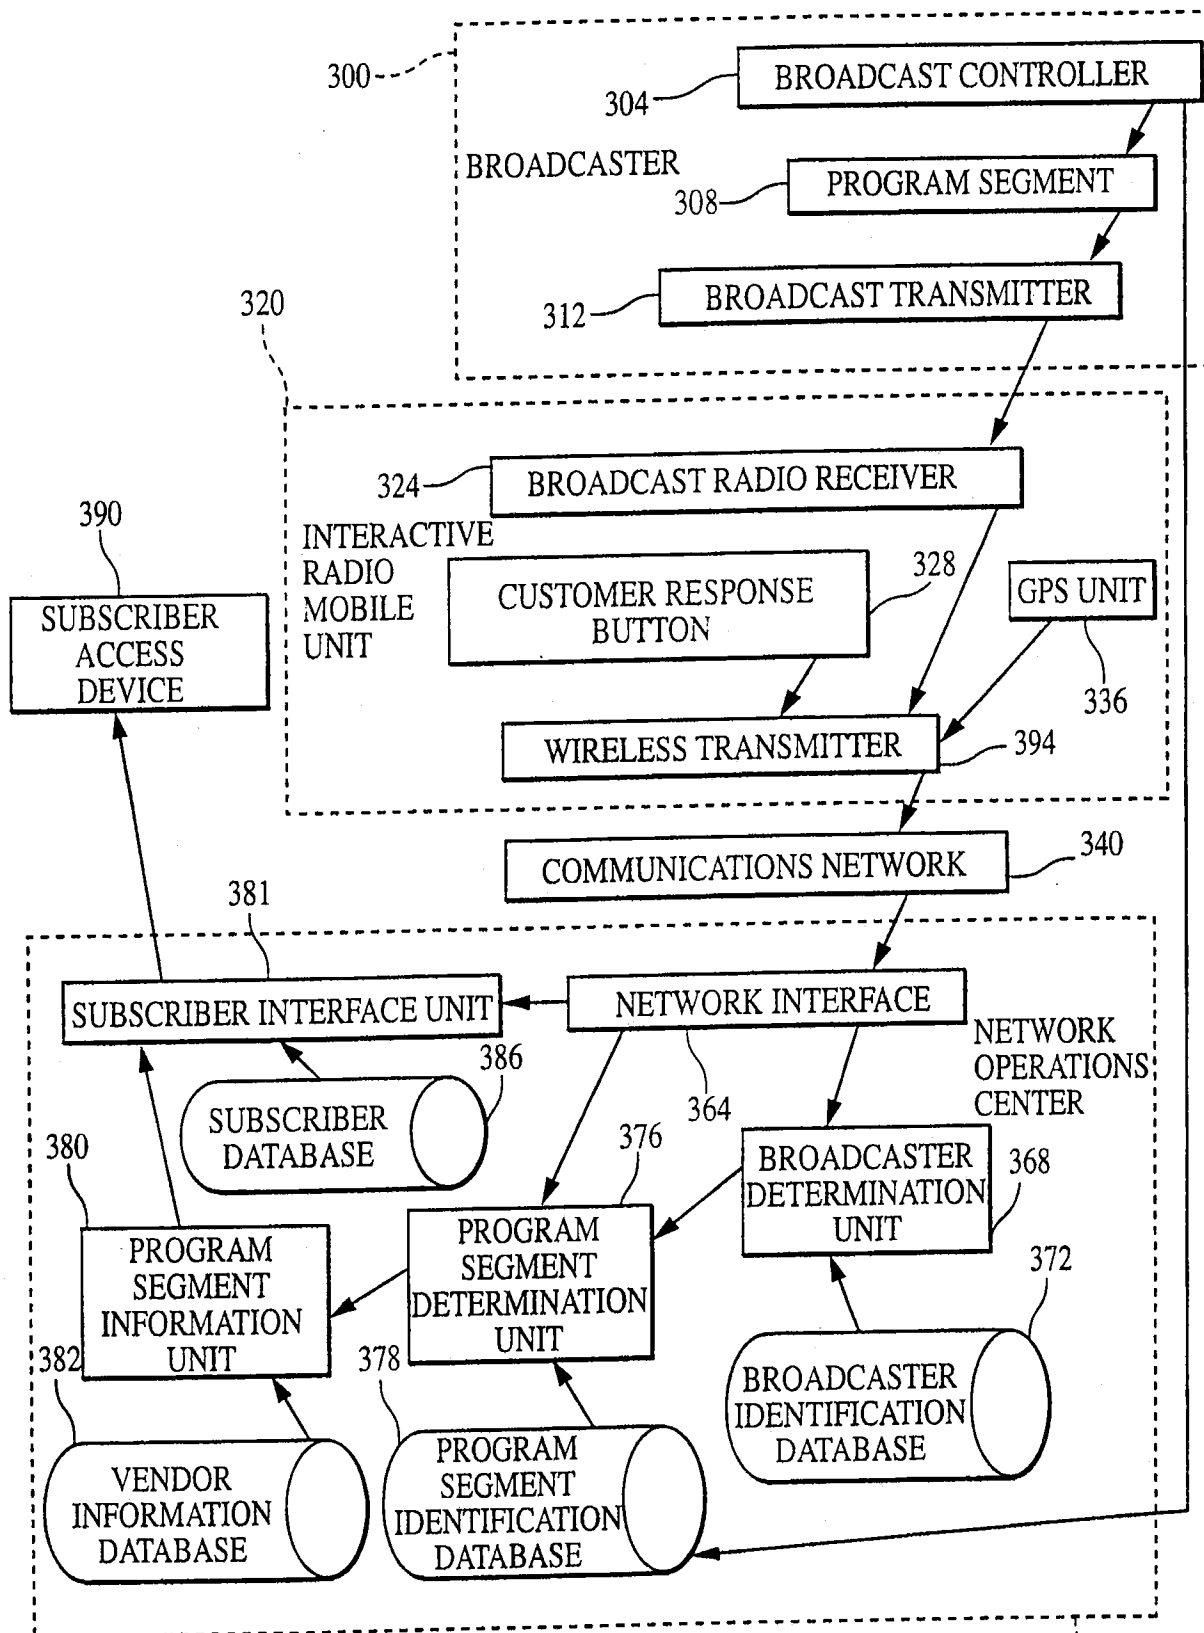 300
304
BROADCAST CONTROLLER
BROADCASTER
308
PROGRAM SEGMENT
312
BROADCAST TRANSMITTER
320
324
BROADCAST RADIO RECEIVER
INTERACTIVE
RADIO
MOBILE
UNIT
CUSTOMER RESPONSE
BUTTON
328
GPS UNIT
336
390
SUBSCRIBER
ACCESS
DEVICE
WIRELESS TRANSMITTER
394
COMMUNICATIONS NETWORK
340
381
SUBSCRIBER INTERFACE UNIT
NETWORK INTERFACE
364
NETWORK
OPERATIONS
CENTER
386
SUBSCRIBER
DATABASE
380
376
BROADCASTER
DETERMINATION
UNIT
368
PROGRAM
SEGMENT
INFORMATION
UNIT
PROGRAM
SEGMENT
DETERMINATION
UNIT
372
382
378
BROADCASTER
IDENTIFICATION
DATABASE
VENDOR
INFORMATION
DATABASE
PROGRAM
SEGMENT
IDENTIFICATION
DATABASE